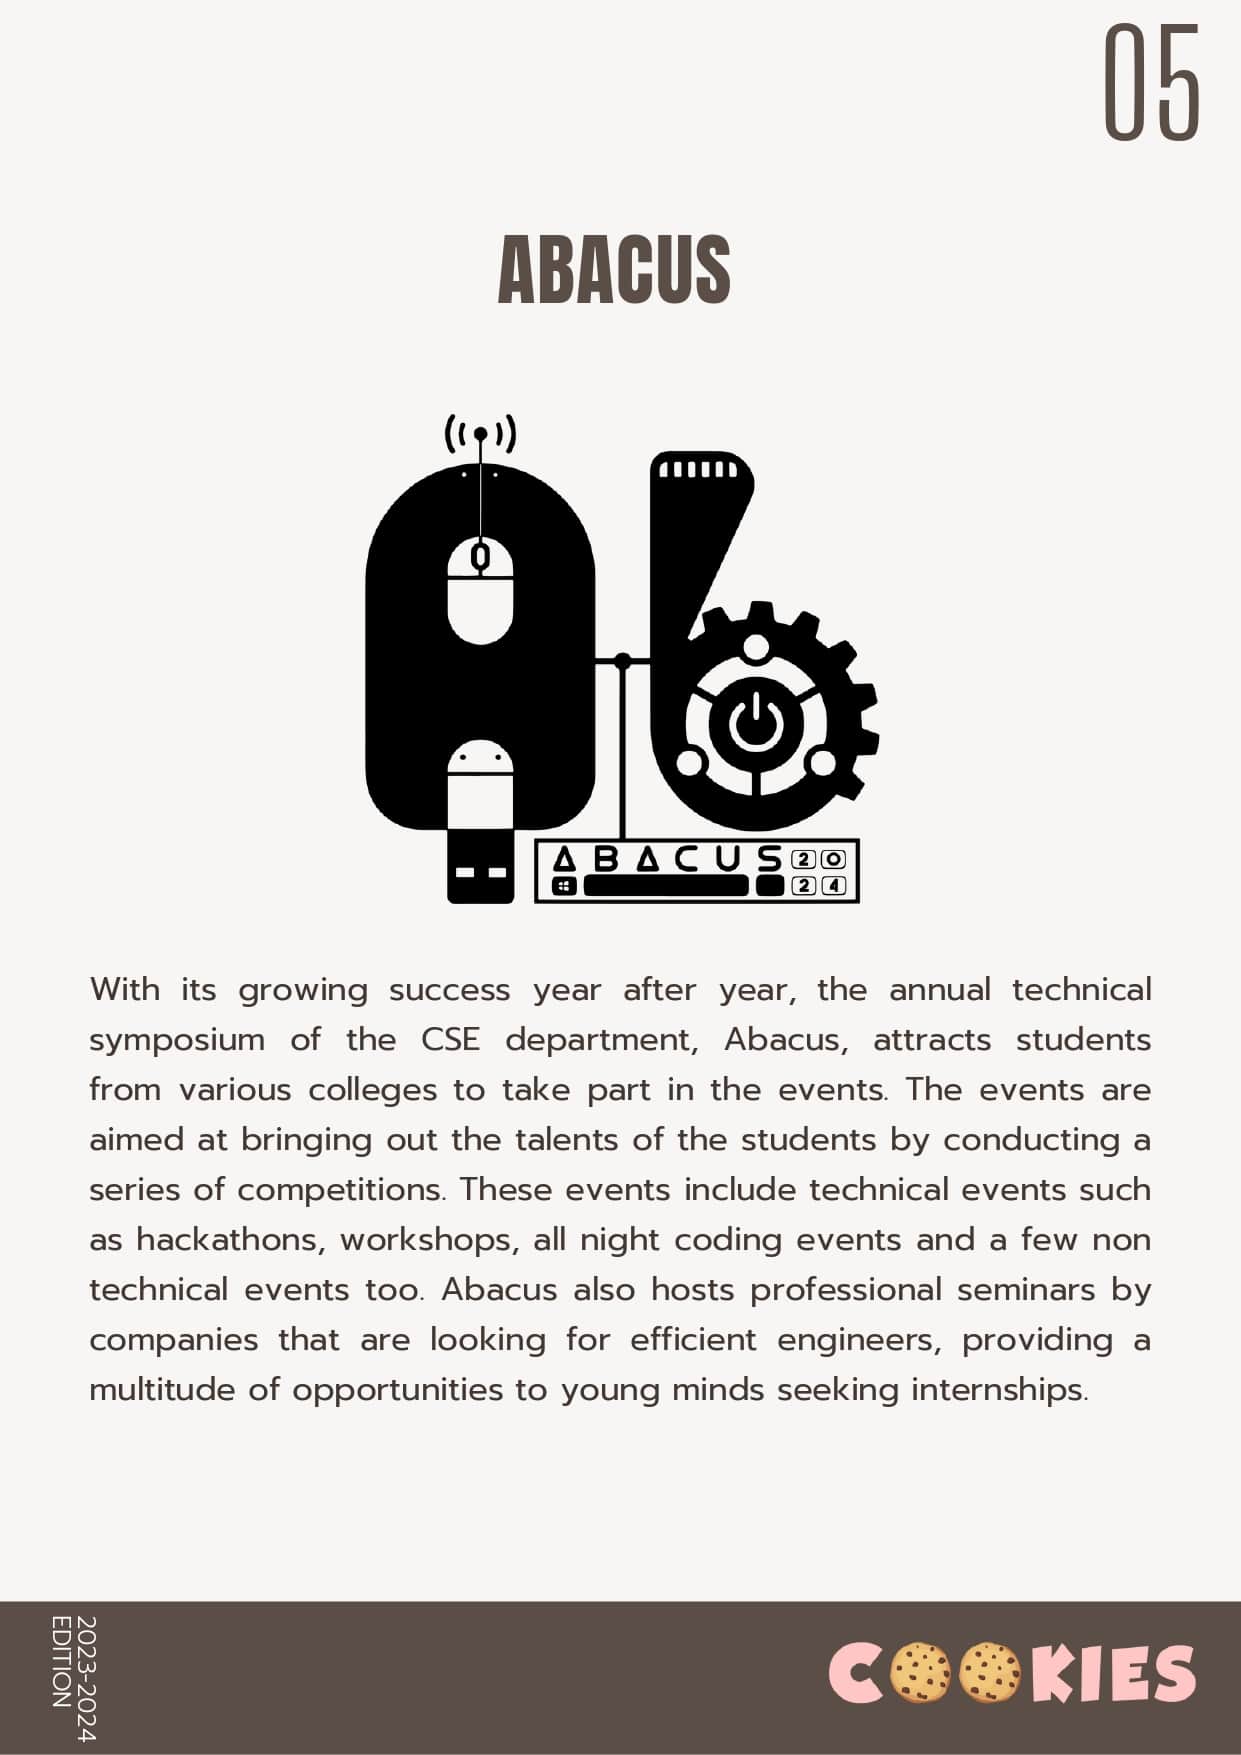 05
ABACUS
ABACUS 20
24
With its growing success year after year, the annual technical
symposium of the CSE department, Abacus, attracts students
from various colleges to take part in the events. The events are
aimed at bringing out the talents of the students by conducting a
series of competitions. These events include technical events such
as hackathons, workshops, all night coding events and a few non
technical events too. Abacus also hosts professional seminars by
companies that are looking for efficient engineers, providing a
multitude of opportunities to young minds seeking internships.
2023-2024
EDITION
COOKIES